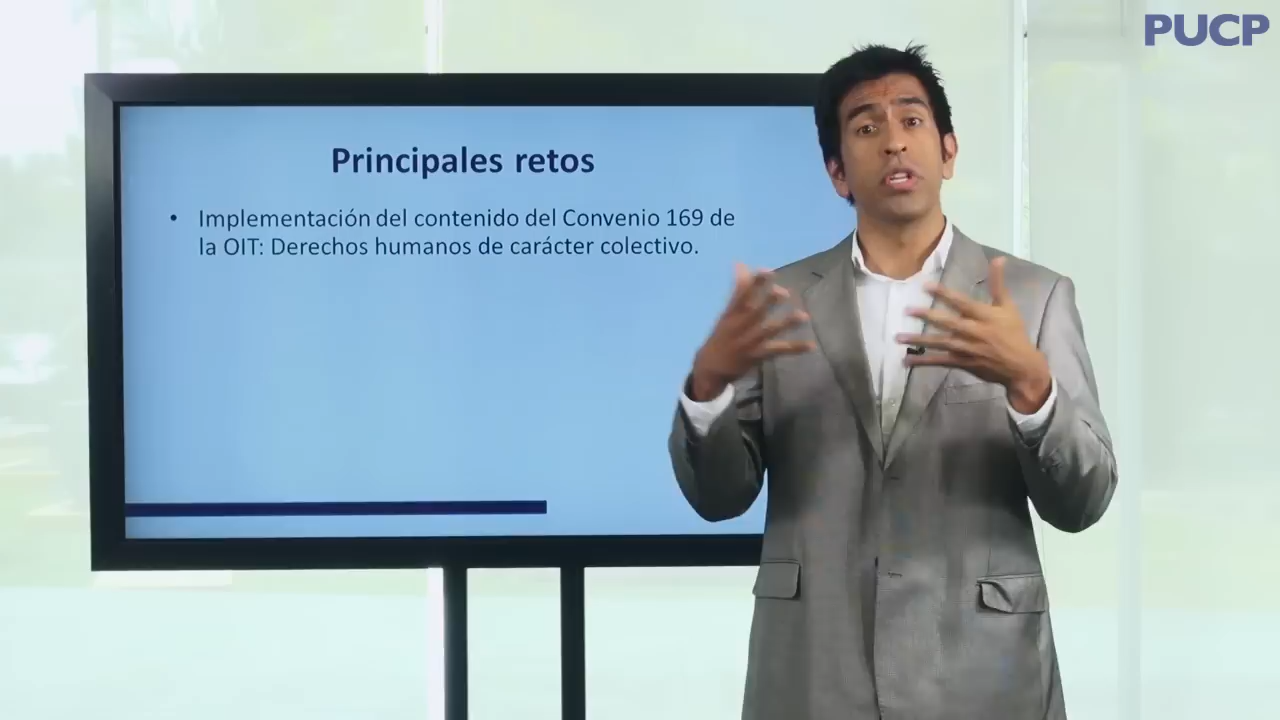 PUCP
Principales retos
• Implementación del contenido del Convenio 169 de
la OIT: Derechos humanos de carácter colectivo.